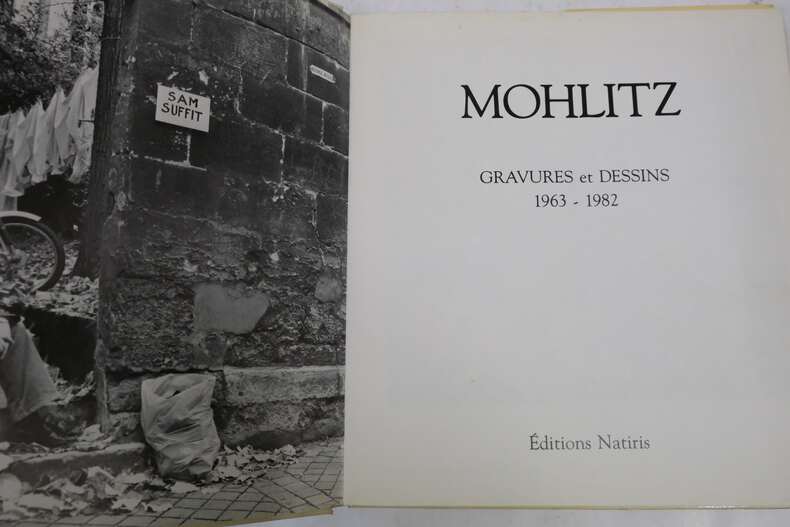 SAM
SUFFIT
MOHLITZ
GRAVURES et DESSINS
1963 - 1982
Éditions Natiris